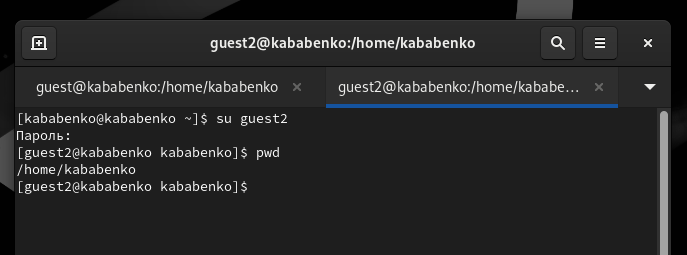 guest2@kababenko:/home/kababenko
guest@kababenko:/home/kababenko
guest2@kababenko:/home/kababe...
[kababenko@kababenko ~]$ su guest2
Пароль:
[guest2@kababenko kababenko]$ pwd
/home/kababenko
[guest2@kababenko kababenko]$